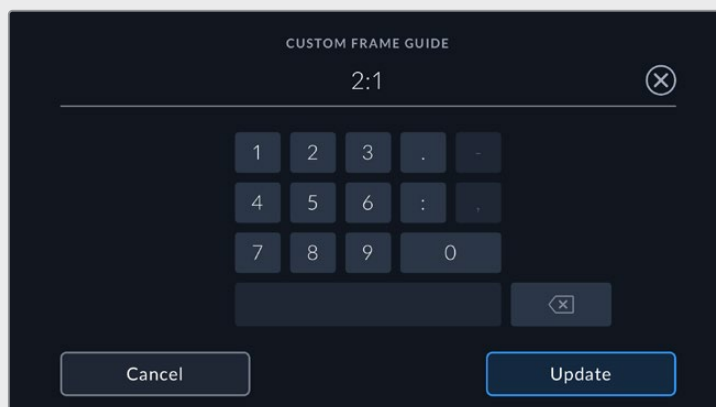 CUSTOM FRAME GUIDE
2:1
1 2 3 . -
4 5 6 : ,
7 8 9 0
Cancel Update